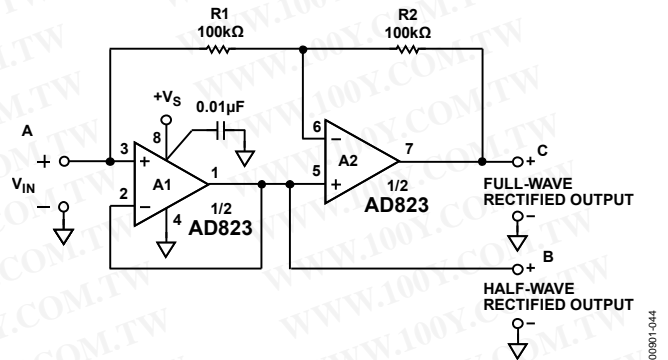 R1
100kΩ
R2
100kΩ
+VS
0.01µF
A
8
6
7
C
+
3
+
1
−
A2
+
VIN
A1
5
+
1/2
FULL-WAVE
RECTIFIED OUTPUT
2
−
1/2
AD823
−
−
4
AD823
B
+
HALF-WAVE
RECTIFIED OUTPUT
−
00901-044
WWW.100Y.COM.TW